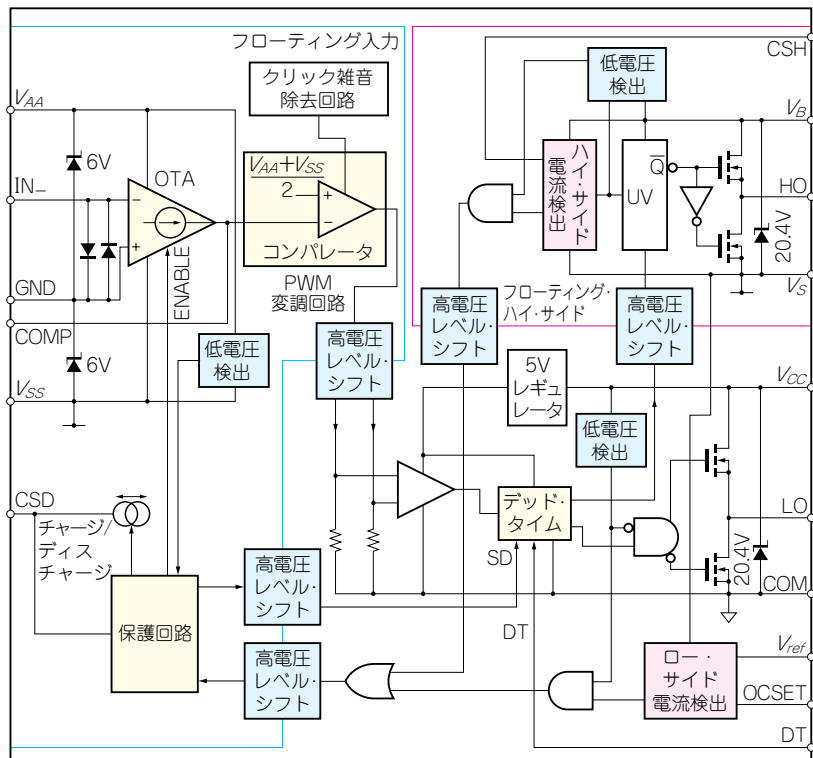 フローティング入力
クリック雑音
除去回路
低電圧
検出
CSH
VAA
VB
6V
OTA
VAA+VSS
2
+
−
コンパレータ
PWM
変調回路
IN−
−
+
ENABLE
GND
COMP
6V
VSS
低電圧
検出
高電圧
レベル・
シフト
ハイ・サイド
電流検出
Q
UV
HO
20.4V
VS
高電圧
レベル・
シフト
フローティング・
ハイ・サイド
高電圧
レベル・
シフト
5V
レギュ
レータ
VCC
低電圧
検出
デッド・
タイム
SD
LO
20.4V
COM
CSD
チャージ/
ディス
チャージ
保護回路
高電圧
レベル・
シフト
高電圧
レベル・
シフト
DT
ロー・
サイド
電流検出
Vref
OCSET
DT